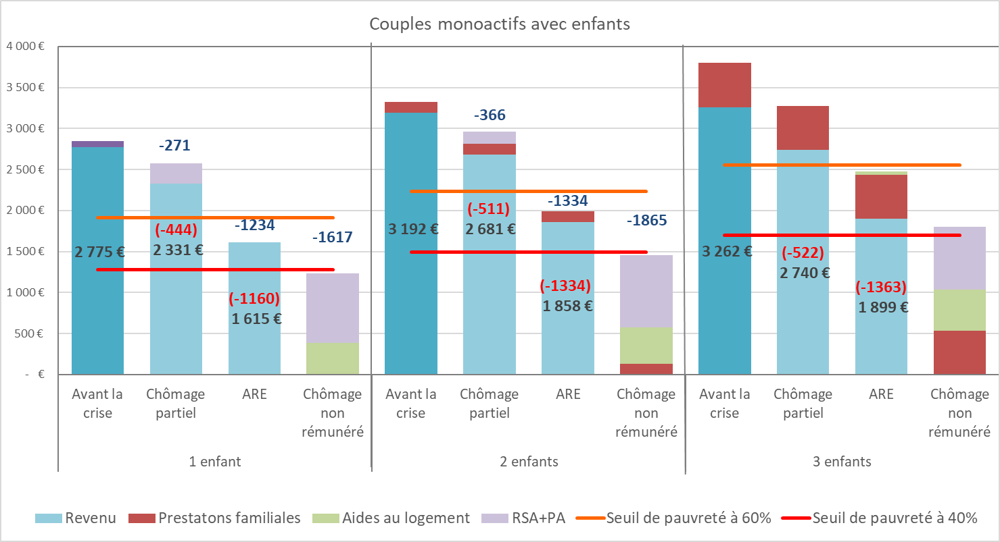 Couples monoactifs avec enfants
4 000 €
3 500 €
3 000 €
2 500 €
2 000 €
1 500 €
1 000 €
500 €
- €
2 775 €
-271
(-444)
2 331 €
-1234
(-1160)
1 615 €
-1617
3 192 €
-366
(-511)
2 681 €
-1334
(-1334)
1 858 €
-1865
3 262 €
(-522)
2 740 €
(-1363)
1 899 €
Avant la
crise
Chômage
partiel
ARE
Chômage
non
rémunéré
Avant la
crise
Chômage
partiel
ARE
Chômage
non
rémunéré
Avant la
crise
Chômage
partiel
ARE
Chômage
non
rémunéré
1 enfant
2 enfants
3 enfants
Revenu
Prestatons familiales
Aides au logement
RSA+PA
Seuil de pauvreté à 60%
Seuil de pauvreté à 40%